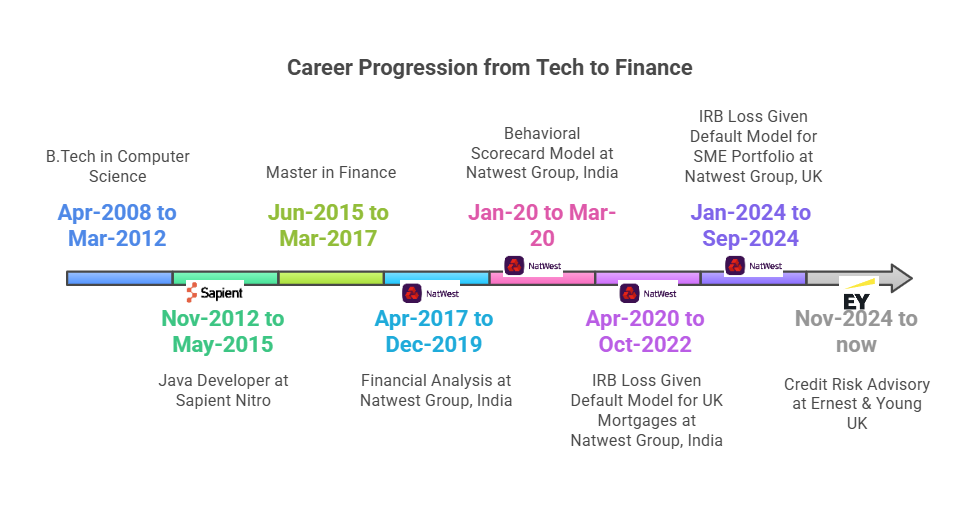 Career Progression from Tech to Finance
B.Tech in Computer
Science
Apr-2008 to
Mar-2012
Sapient
Nov-2012 to
May-2015
Java Developer at
Sapient Nitro
Master in Finance
Jun-2015 to
Mar-2017
NatWest
Apr-2017 to
Dec-2019
Financial Analysis at
Natwest Group, India
Behavioral
Scorecard Model at
Natwest Group, India
Jan-20 to Mar-
20
NatWest
NatWest
Apr-2020 to
Oct-2022
IRB Loss Given
Default Model for UK
Mortgages at
Natwest Group, India
IRB Loss Given
Default Model for
SME Portfolio at
Natwest Group, UK
Jan-2024 to
Sep-2024
NatWest
EY
Nov-2024 to
now
Credit Risk Advisory
at Ernest & Young
UK